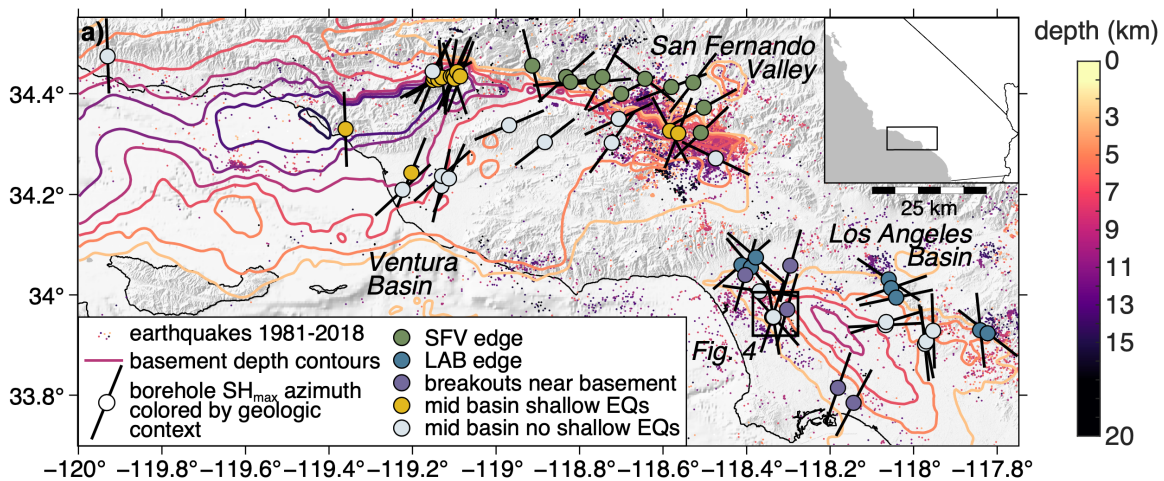 a)
San Fernando
Valley
depth (km)
0
1
3
5
7
9
11
13
15
20
25 km
Los Angeles
Basin
Ventura
Basin
Fig. 4
34.4°
34.2°
34°
33.8°
earthquakes 1981-2018
basement depth contours
borehole SHmax azimuth
colored by geologic
context
SFV edge
LAB edge
breakouts near basement
mid basin shallow EQs
mid basin no shallow EQs
−120° −119.8° −119.6° −119.4° −119.2° −119° −118.8° −118.6° −118.4° −118.2° −118° −117.8°